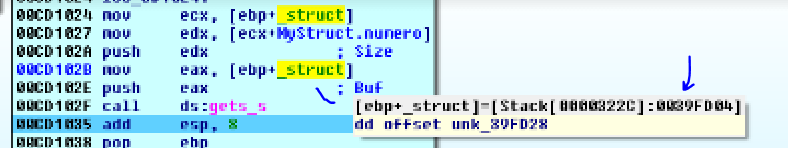 00CD1024 mov ecx, [ebp+_struct]
00CD1027 mov edx, [ecx+MyStruct.numero]
00CD102A push edx ; Size
00CD102B mov eax, [ebp+_struct]
00CD102E push eax ; Buf
00CD102F call ds:gets_s
[ebp+_struct]=[Stack[0000322C]:0039FD04]
00CD1035 add esp, 8
dd offset unk_39FD28
00CD1038 pop ebp